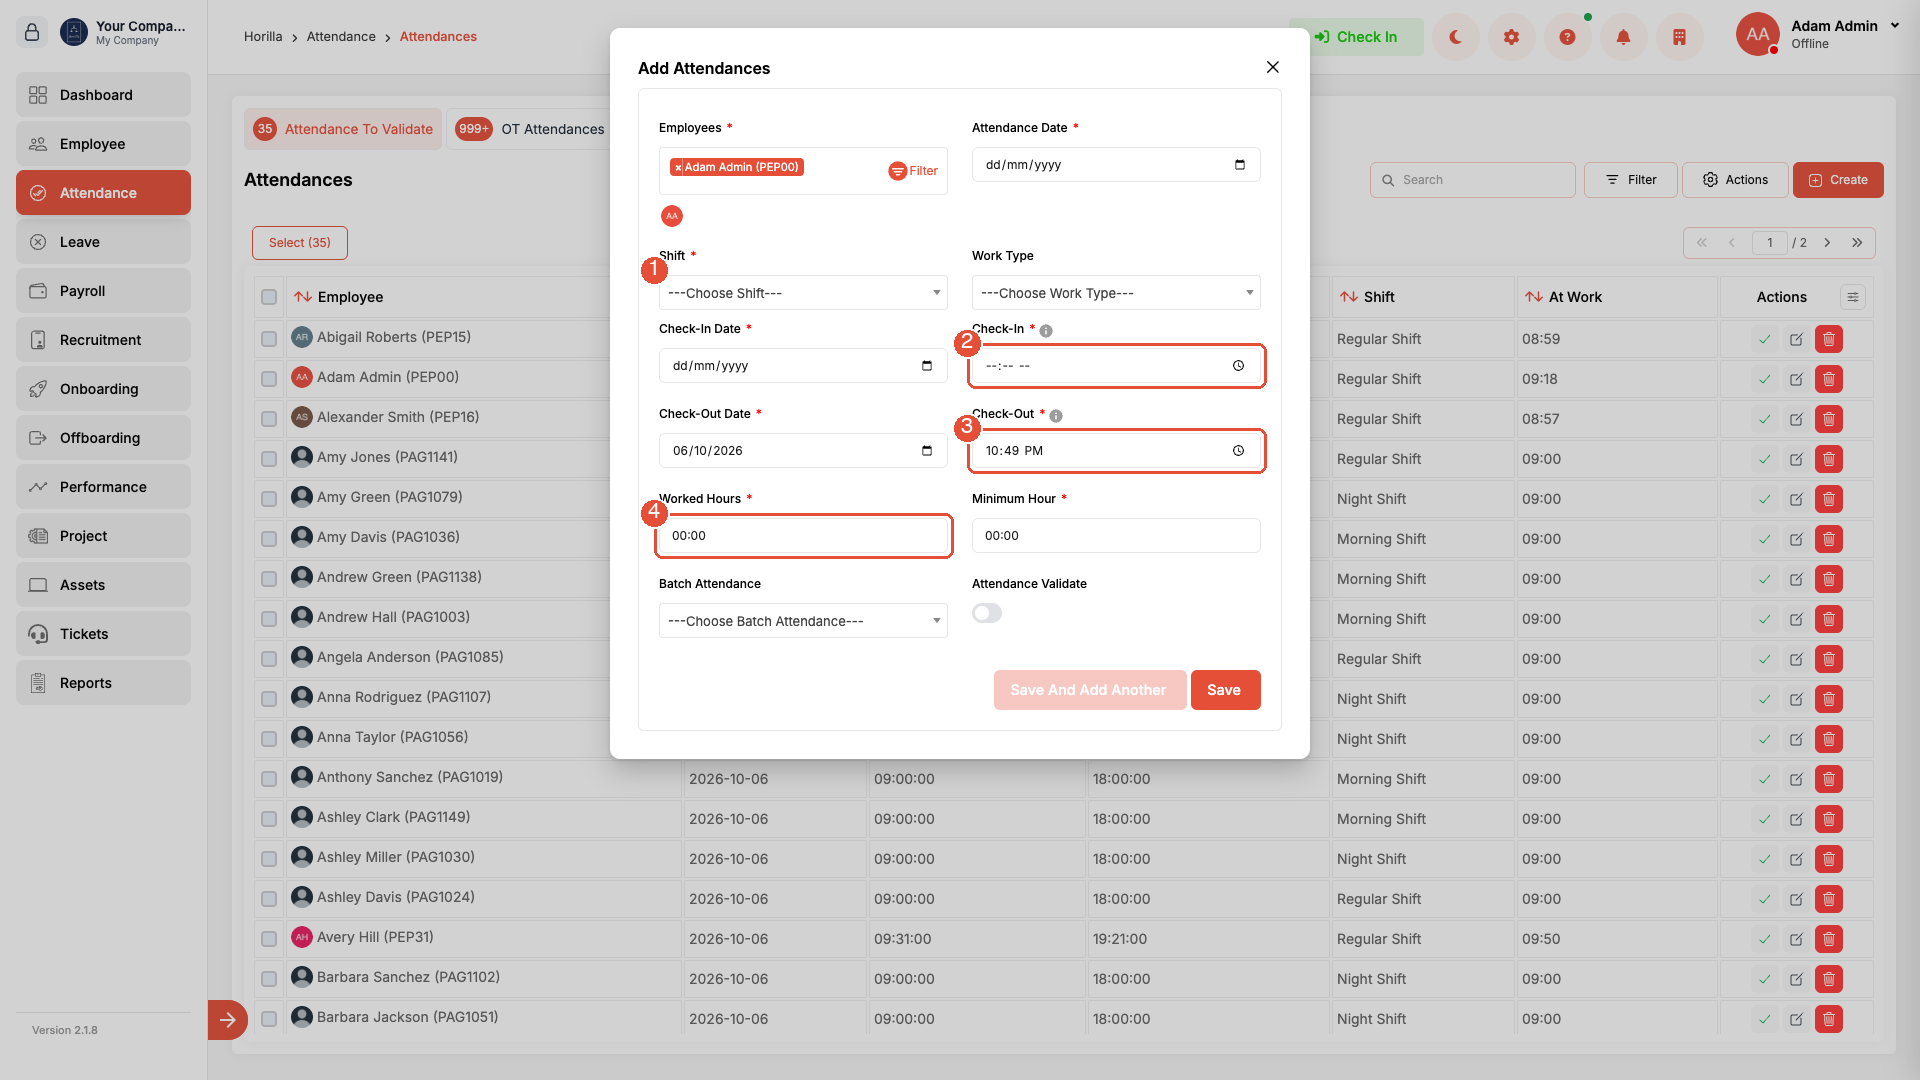 Your Compa...
My Company
Horilla > Attendance > Attendances
Check In
AA
Adam Admin
Offline
Dashboard
Employee
Attendance
Leave
Payroll
Recruitment
Onboarding
Offboarding
Performance
Project
Assets
Tickets
Reports
Version 2.1.8
35 Attendance To Validate
999+ OT Attendances
Attendances
Search
Filter
Actions
Create
Select (35)
1 / 2
Employee
Shift
At Work
Actions
AR Abigail Roberts (PEP15) Regular Shift 08:59
AA Adam Admin (PEP00) Regular Shift 09:18
AS Alexander Smith (PEP16) Regular Shift 08:57
Amy Jones (PAG1141) Regular Shift 09:00
Amy Green (PAG1079) Night Shift 09:00
Amy Davis (PAG1036) Morning Shift 09:00
Andrew Green (PAG1138) Morning Shift 09:00
Andrew Hall (PAG1003) Morning Shift 09:00
Angela Anderson (PAG1085) Regular Shift 09:00
Anna Rodriguez (PAG1107) Night Shift 09:00
Anna Taylor (PAG1056) Night Shift 09:00
Anthony Sanchez (PAG1019) 2026-10-06 09:00:00 18:00:00 Morning Shift 09:00
Ashley Clark (PAG1149) 2026-10-06 09:00:00 18:00:00 Morning Shift 09:00
Ashley Miller (PAG1030) 2026-10-06 09:00:00 18:00:00 Night Shift 09:00
Ashley Davis (PAG1024) 2026-10-06 09:00:00 18:00:00 Regular Shift 09:00
AH Avery Hill (PEP31) 2026-10-06 09:31:00 19:21:00 Regular Shift 09:50
Barbara Sanchez (PAG1102) 2026-10-06 09:00:00 18:00:00 Night Shift 09:00
Barbara Jackson (PAG1051) 2026-10-06 09:00:00 18:00:00 Night Shift 09:00
Add Attendances
Employees *
× Adam Admin (PEP00)
Filter
AA
Attendance Date *
dd/mm/yyyy
1
Shift *
---Choose Shift---
Work Type
---Choose Work Type---
Check-In Date *
dd/mm/yyyy
2
Check-In *
--:-- --
Check-Out Date *
06/10/2026
3
Check-Out *
10:49 PM
4
Worked Hours *
00:00
Minimum Hour *
00:00
Batch Attendance
---Choose Batch Attendance---
Attendance Validate
Save And Add Another
Save